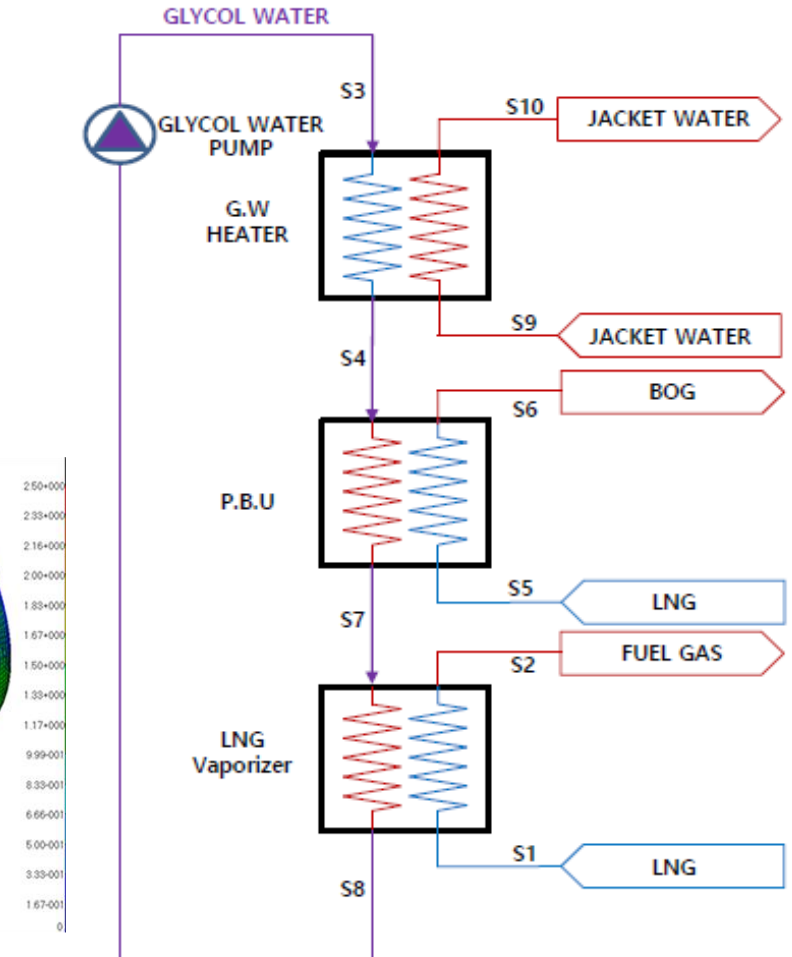 GLYCOL WATER
S3
S10
JACKET WATER
GLYCOL WATER
PUMP
G.W
HEATER
S9
JACKET WATER
S4
BOG
S6
P.B.U
S5
LNG
S7
FUEL GAS
S2
LNG
Vaporizer
S1
LNG
S8
2.50+000
2.33+000
2.16+000
2.00+000
1.83+000
1.67+000
1.50+000
1.33+000
1.17+000
9.99-001
8.33-001
6.66-001
5.00-001
3.33-001
1.67-001
0